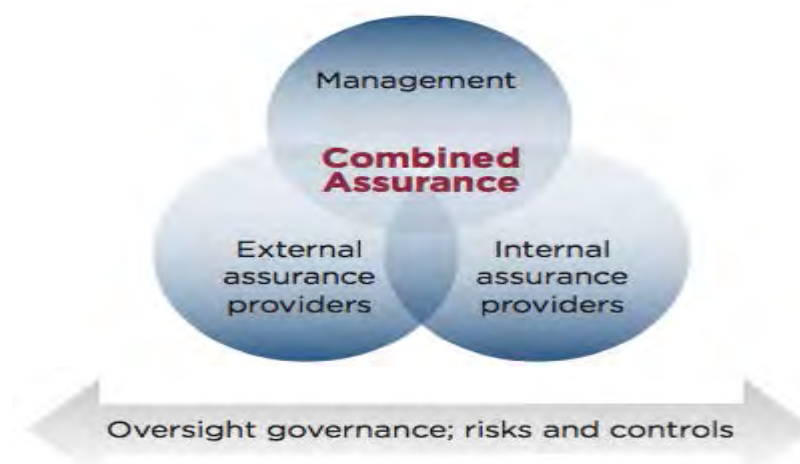 Management
Combined
Assurance
External
assurance
providers
Internal
assurance
providers
Oversight governance; risks and controls